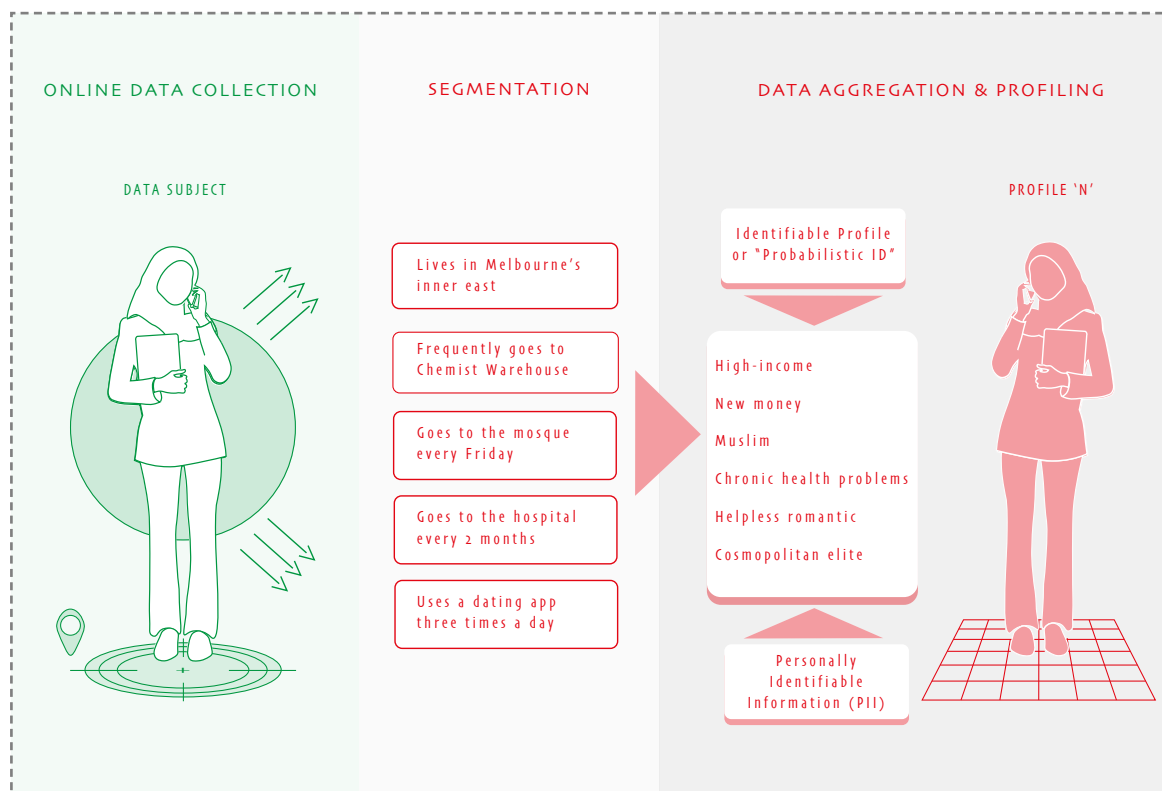 ONLINE DATA COLLECTION
DATA SUBJECT
SEGMENTATION
Lives in Melbourne's
inner east
Frequently goes to
Chemist Warehouse
Goes to the mosque
every Friday
Goes to the hospital
every 2 months
Uses a dating app
three times a day
DATA AGGREGATION & PROFILING
Identifiable Profile
or "Probabilistic ID"
High-income
New money
Muslim
Chronic health problems
Helpless romantic
Cosmopolitan elite
Personally
Identifiable
Information (PII)
PROFILE 'N'